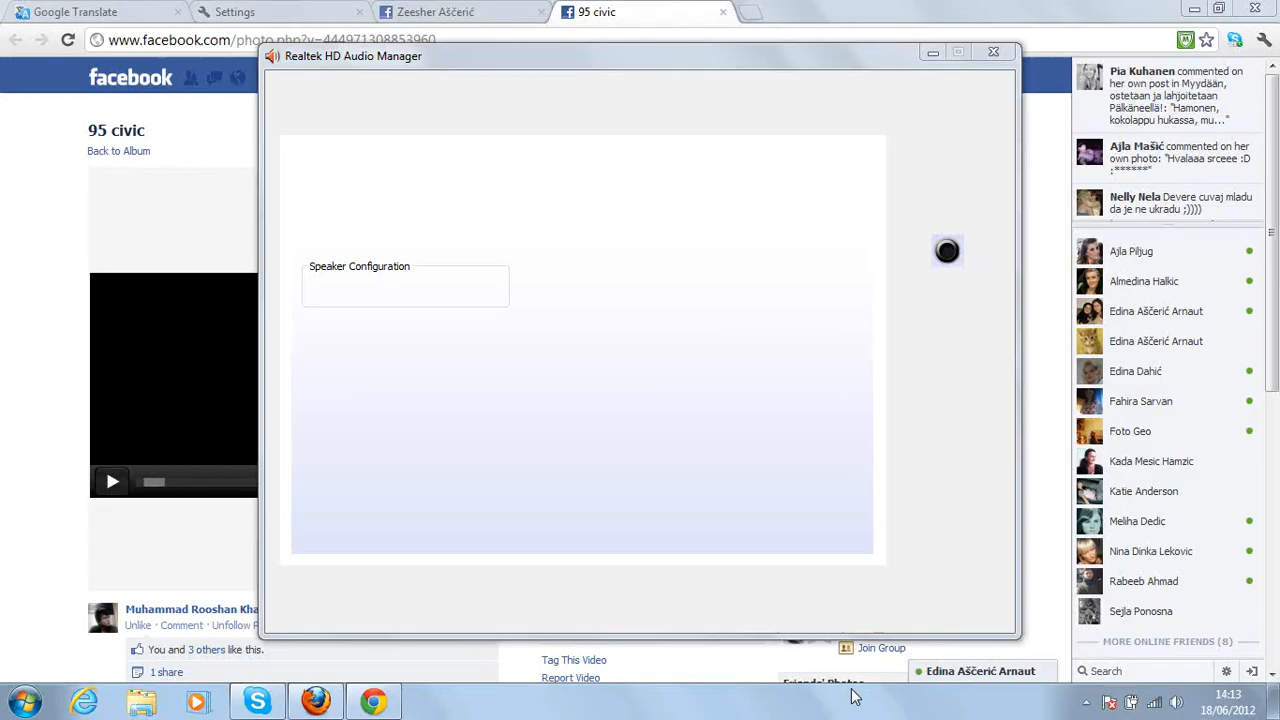 Google Translate
Settings
Zeesher Aščerić
95 civic
www.facebook.com/photo.php?v=444971308853960
Realtek HD Audio Manager
facebook
95 civic
Back to Album
Speaker Configuration
Muhammad Rooshan Kha
Unlike · Comment · Unfollow P
You and 3 others like this.
1 share
Tag This Video
Report Video
Join Group
Friends' Photos
Edina Aščerić Arnaut
Pia Kuhanen commented on
her own post in Myydään,
ostetaan ja lahjoitetaan
Pälkäneellä!: "Hamonen,
kokolappu hukassa, mu..."
Ajla Mašić commented on her
own photo: "Hvalaaa srceee :D
;******"
Nelly Nela Devere cuvaj mladu
da je ne ukradu ;))))
Ajla Piljug
Almedina Halkic
Edina Aščerić Arnaut
Edina Aščerić Arnaut
Edina Dahić
Fahira Sarvan
Foto Geo
Kada Mesic Hamzic
Katie Anderson
Meliha Dedic
Nina Dinka Lekovic
Rabeeb Ahmad
Sejla Ponosna
MORE ONLINE FRIENDS (8)
Search
14:13
18/06/2012